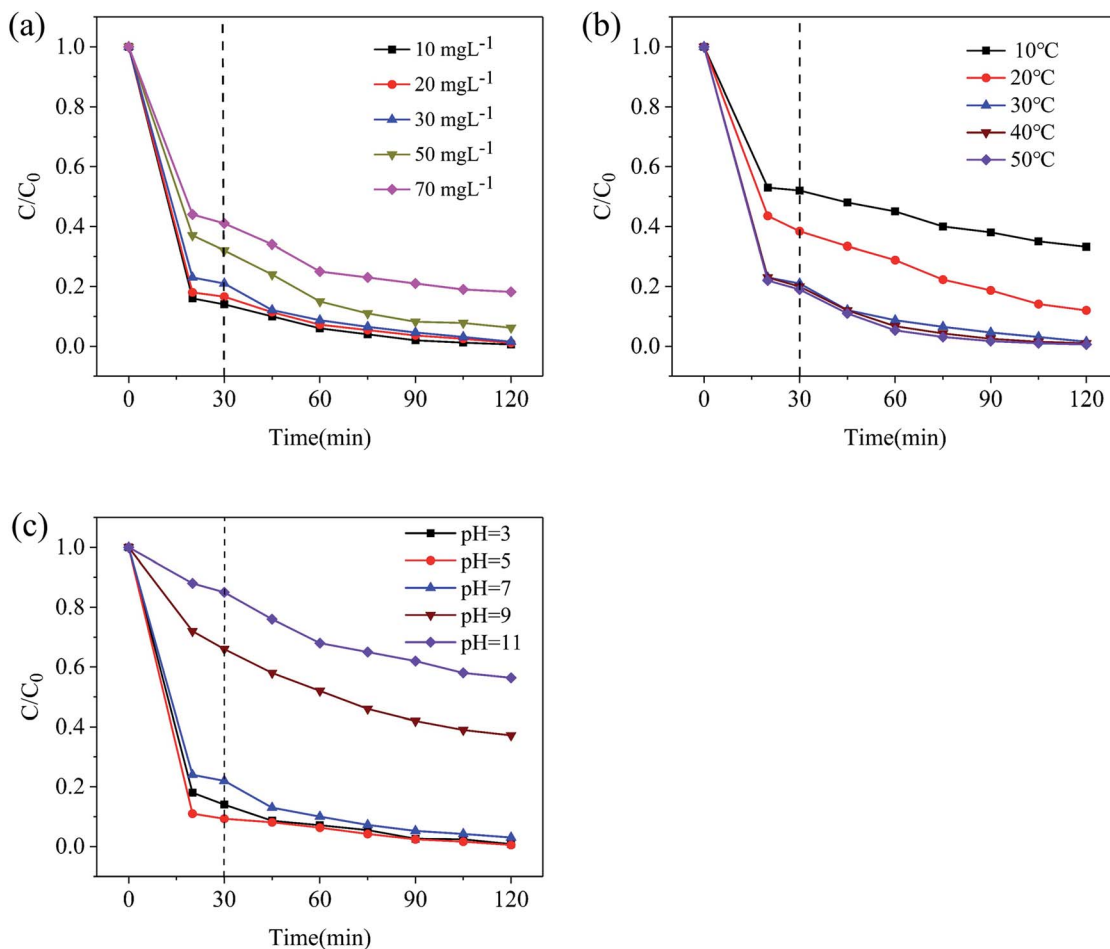 (a)
1.0
0.8
0.6
0.4
0.2
0.0
C/C₀
0 30 60 90 120
Time(min)
10 mgL⁻¹
20 mgL⁻¹
30 mgL⁻¹
50 mgL⁻¹
70 mgL⁻¹
(b)
1.0
0.8
0.6
0.4
0.2
0.0
C/C₀
0 30 60 90 120
Time(min)
10℃
20℃
30℃
40℃
50℃
(c)
1.0
0.8
0.6
0.4
0.2
0.0
C/C₀
0 30 60 90 120
Time(min)
pH=3
pH=5
pH=7
pH=9
pH=11